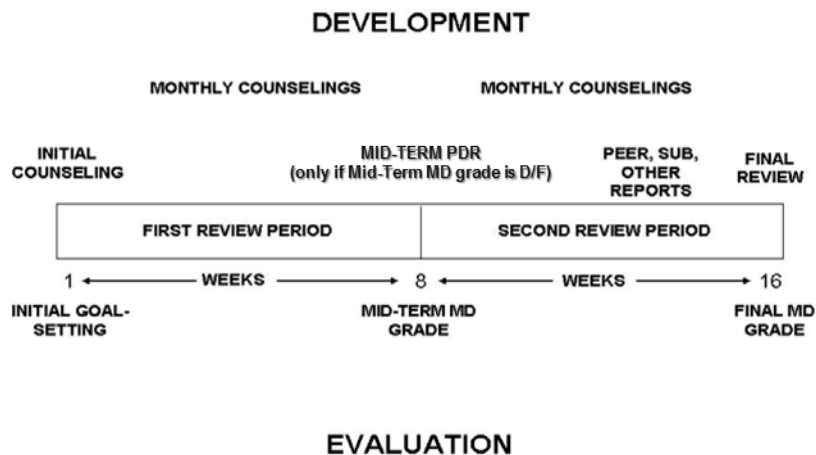 DEVELOPMENT
MONTHLY COUNSELINGS
MONTHLY COUNSELINGS
INITIAL
COUNSELING
MID-TERM PDR
(only if Mid-Term MD grade is D/F)
PEER, SUB,
OTHER
REPORTS
FINAL
REVIEW
FIRST REVIEW PERIOD
SECOND REVIEW PERIOD
1
WEEKS
8
WEEKS
16
INITIAL GOAL-
SETTING
MID-TERM MD
GRADE
FINAL MD
GRADE
EVALUATION